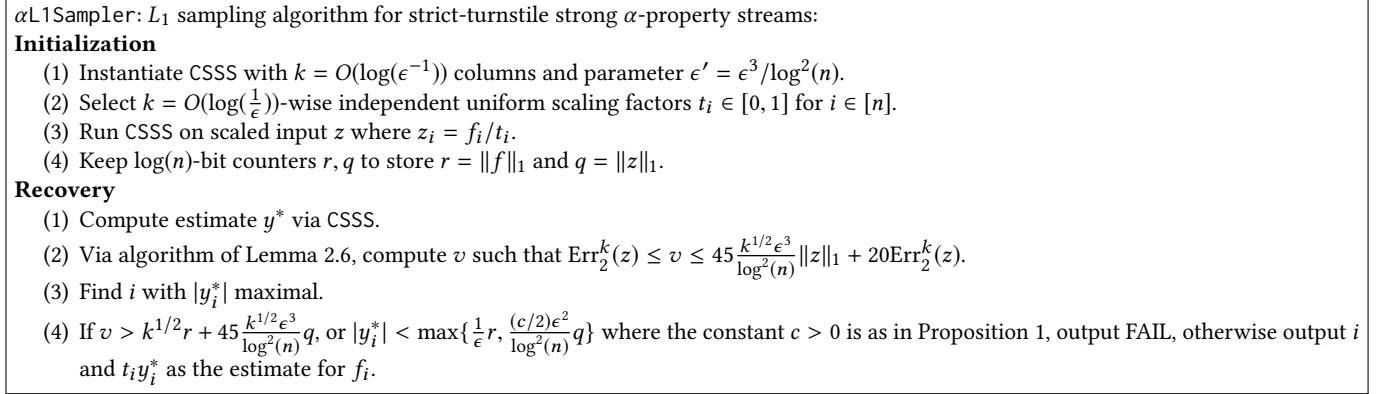 αL1Sampler: L₁ sampling algorithm for strict-turnstile strong α-property streams:
Initialization
(1) Instantiate CSSS with k = O(log(ϵ⁻¹)) columns and parameter ϵ′ = ϵ³/log²(n).
(2) Select k = O(log(1/ϵ))-wise independent uniform scaling factors tᵢ ∈ [0, 1] for i ∈ [n].
(3) Run CSSS on scaled input z where zᵢ = fᵢ/tᵢ.
(4) Keep log(n)-bit counters r, q to store r = ‖f‖₁ and q = ‖z‖₁.
Recovery
(1) Compute estimate y* via CSSS.
(2) Via algorithm of Lemma 2.6, compute v such that Err₂ᵏ(z) ≤ v ≤ 45 (k^{1/2}ϵ³/log²(n)) ‖z‖₁ + 20Err₂ᵏ(z).
(3) Find i with |yᵢ*| maximal.
(4) If v > k^{1/2}r + 45 (k^{1/2}ϵ³/log²(n)) q, or |yᵢ*| < max{(1/ϵ)r, ((c/2)ϵ²/log²(n)) q} where the constant c > 0 is as in Proposition 1, output FAIL, otherwise output i
and tᵢyᵢ* as the estimate for fᵢ.